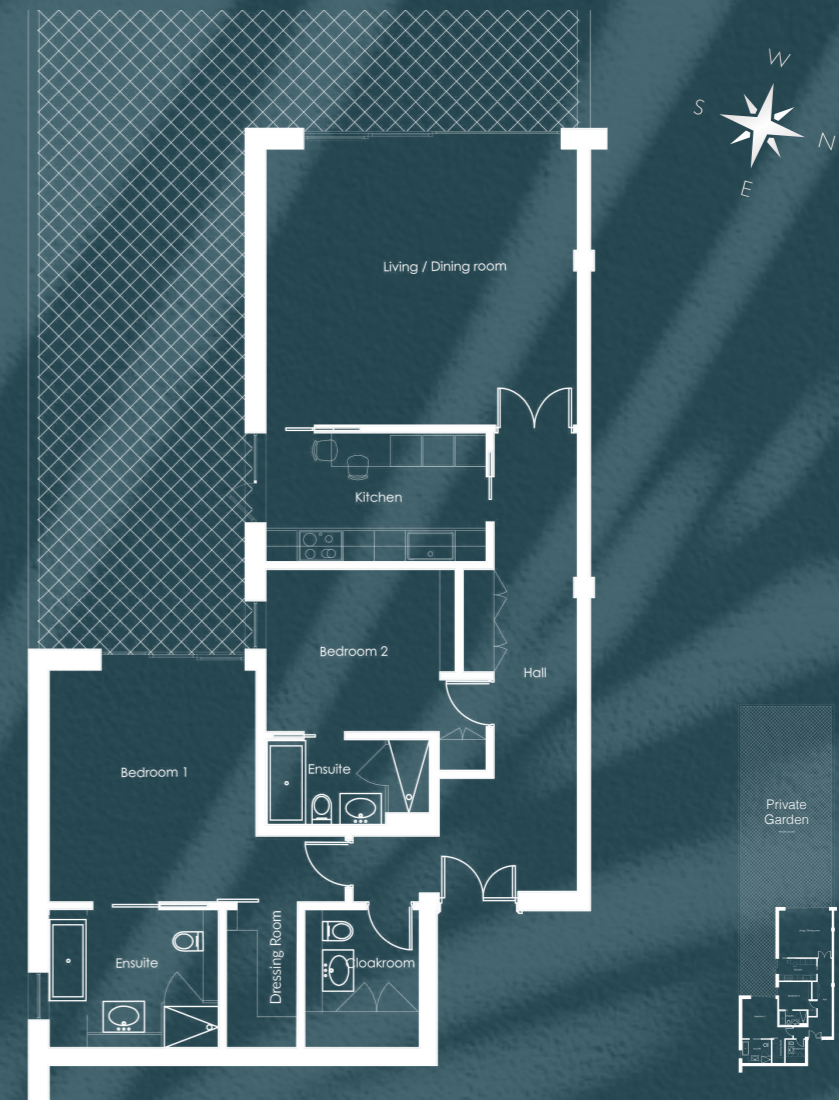 W
S
N
E
Living / Dining room
Kitchen
Bedroom 2
Hall
Bedroom 1
Ensuite
Private
Garden
Ensuite
Dressing Room
Cloakroom